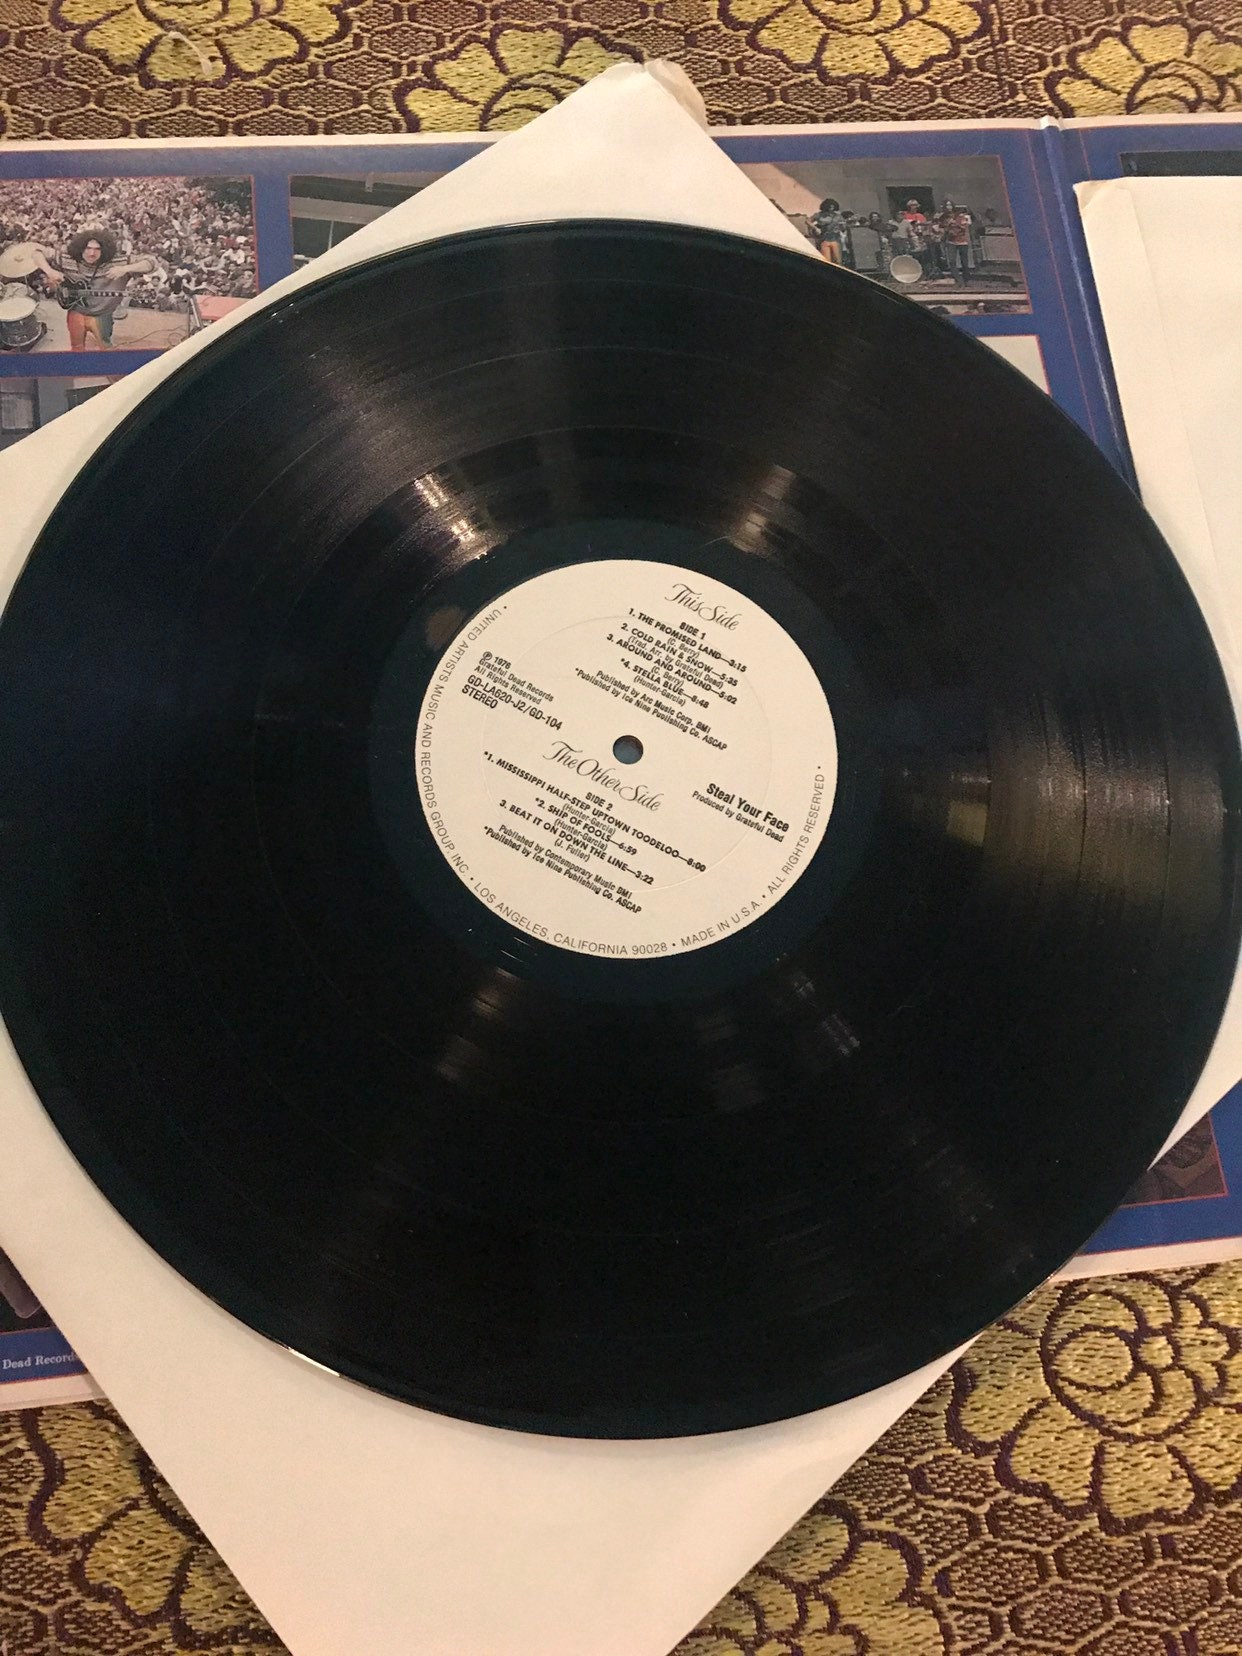 This Side
SIDE 1
1. THE PROMISED LAND—3:15
(C. Berry)
2. COLD RAIN & SNOW—5:35
(Trad. Arr. by Grateful Dead)
3. AROUND AND AROUND—5:02
(C. Berry)
*4. STELLA BLUE—8:48
(Hunter-Garcia)
Published by Arc Music Corp. BMI
*Published by Ice Nine Publishing Co. ASCAP
℗ 1976
Grateful Dead Records
All Rights Reserved
GD-LA620-J2/GD-104
STEREO
The Other Side
SIDE 2
*1. MISSISSIPPI HALF-STEP UPTOWN TOODELOO—8:00
(Hunter-Garcia)
*2. SHIP OF FOOLS—6:59
(Hunter-Garcia)
3. BEAT IT ON DOWN THE LINE—3:22
(J. Fuller)
Published by Contemporary Music BMI
*Published by Ice Nine Publishing Co. ASCAP
Steal Your Face
Produced by Grateful Dead
• UNITED ARTISTS MUSIC AND RECORDS GROUP, INC. • LOS ANGELES, CALIFORNIA 90028 • MADE IN U.S.A. • ALL RIGHTS RESERVED •
Dead Records